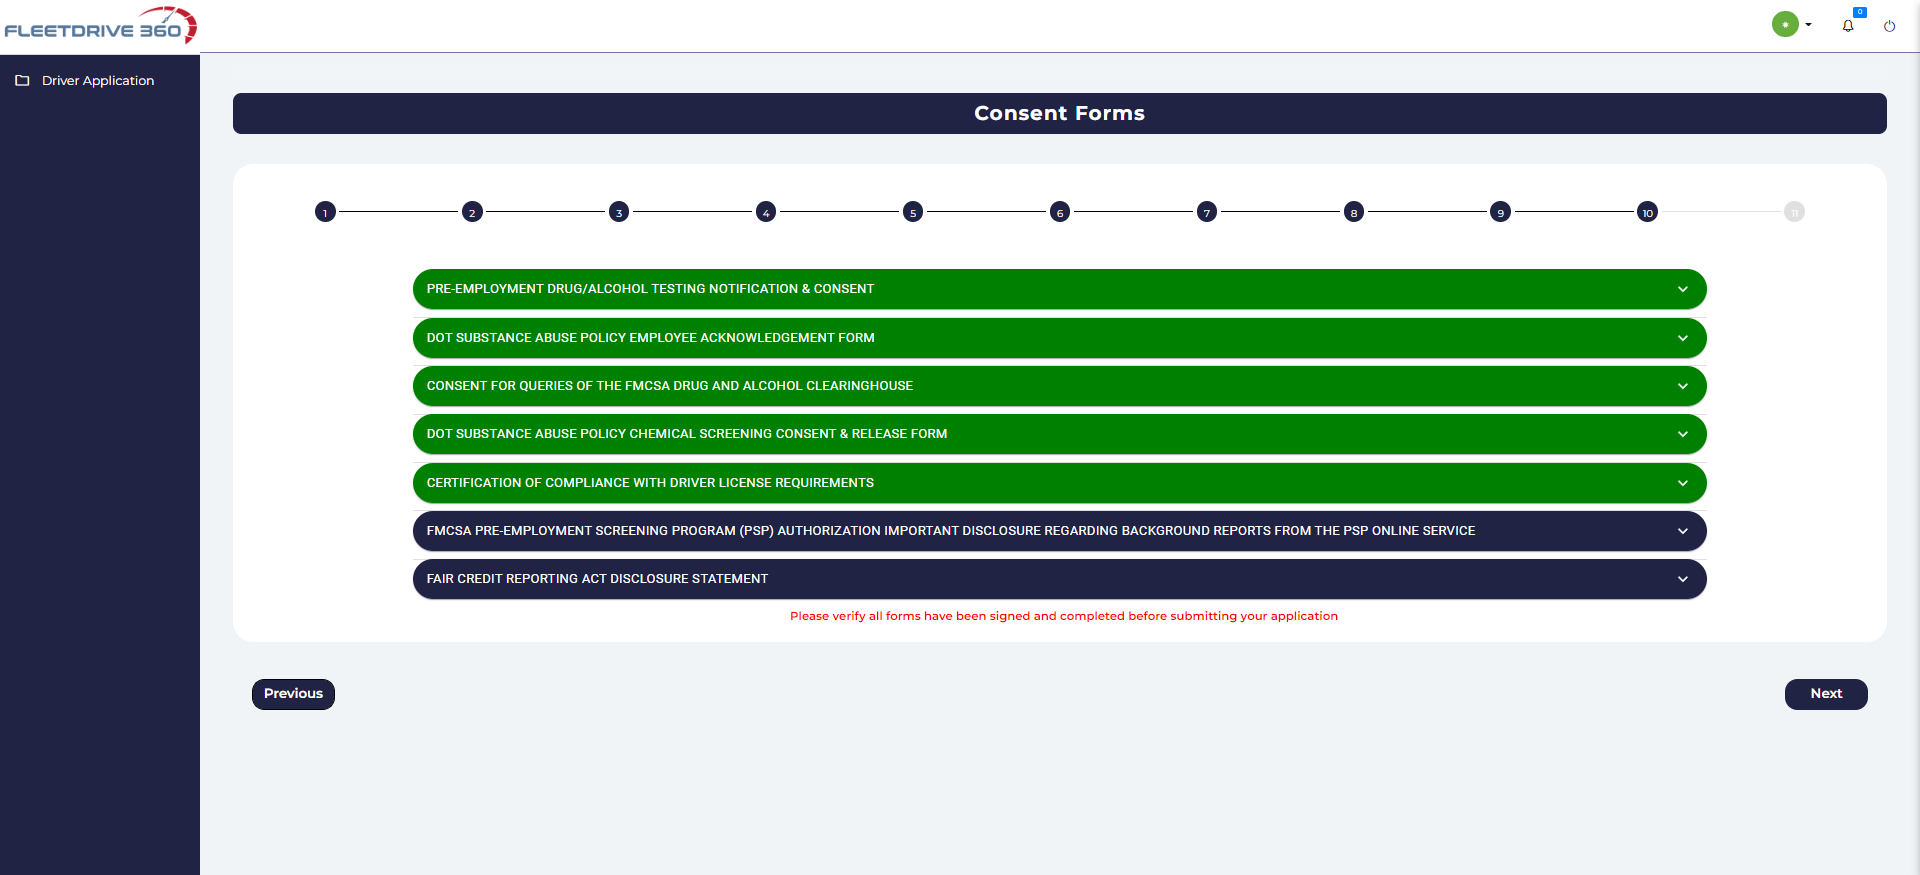 FLEETDRIVE 360
0
Driver Application
Consent Forms
1 2 3 4 5 6 7 8 9 10 11
PRE-EMPLOYMENT DRUG/ALCOHOL TESTING NOTIFICATION & CONSENT
DOT SUBSTANCE ABUSE POLICY EMPLOYEE ACKNOWLEDGEMENT FORM
CONSENT FOR QUERIES OF THE FMCSA DRUG AND ALCOHOL CLEARINGHOUSE
DOT SUBSTANCE ABUSE POLICY CHEMICAL SCREENING CONSENT & RELEASE FORM
CERTIFICATION OF COMPLIANCE WITH DRIVER LICENSE REQUIREMENTS
FMCSA PRE-EMPLOYMENT SCREENING PROGRAM (PSP) AUTHORIZATION IMPORTANT DISCLOSURE REGARDING BACKGROUND REPORTS FROM THE PSP ONLINE SERVICE
FAIR CREDIT REPORTING ACT DISCLOSURE STATEMENT
Please verify all forms have been signed and completed before submitting your application
Previous
Next